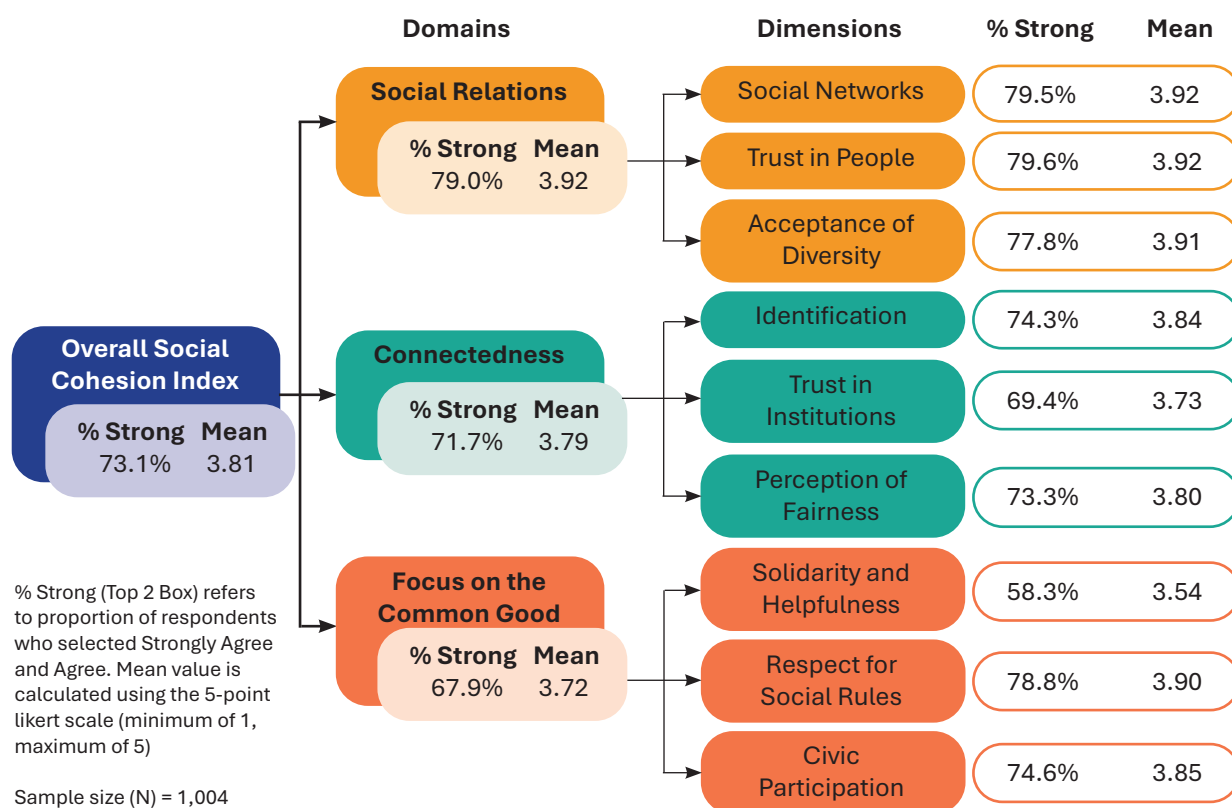 Domains
Dimensions
% Strong
Mean
Overall Social
Cohesion Index
% Strong Mean
73.1% 3.81
Social Relations
% Strong Mean
79.0% 3.92
Social Networks
79.5% 3.92
Trust in People
79.6% 3.92
Acceptance of
Diversity
77.8% 3.91
Connectedness
% Strong Mean
71.7% 3.79
Identification
74.3% 3.84
Trust in
Institutions
69.4% 3.73
Perception of
Fairness
73.3% 3.80
Focus on the
Common Good
% Strong Mean
67.9% 3.72
Solidarity and
Helpfulness
58.3% 3.54
Respect for
Social Rules
78.8% 3.90
Civic
Participation
74.6% 3.85
% Strong (Top 2 Box) refers
to proportion of respondents
who selected Strongly Agree
and Agree. Mean value is
calculated using the 5-point
likert scale (minimum of 1,
maximum of 5)
Sample size (N) = 1,004